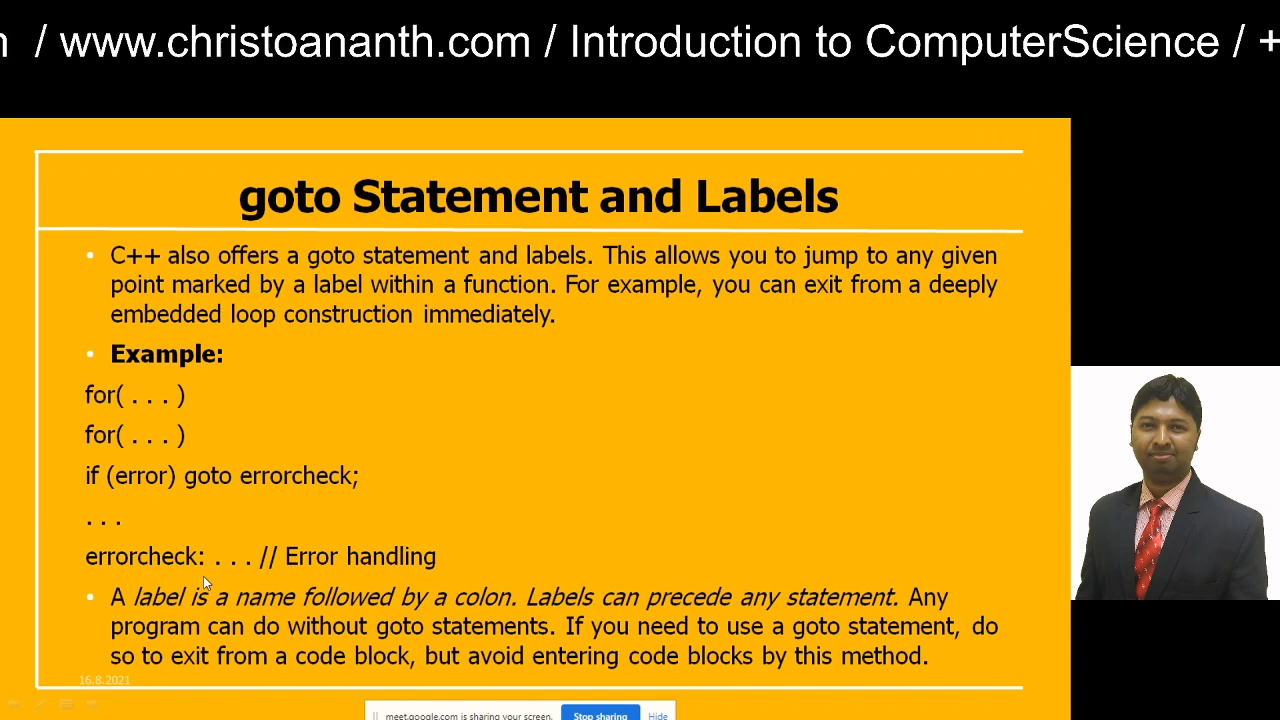 / www.christoananth.com / Introduction to ComputerScience / +
goto Statement and Labels
• C++ also offers a goto statement and labels. This allows you to jump to any given
point marked by a label within a function. For example, you can exit from a deeply
embedded loop construction immediately.
• Example:
for( . . . )
for( . . . )
if (error) goto errorcheck;
. . .
errorcheck: . . . // Error handling
• A label is a name followed by a colon. Labels can precede any statement. Any
program can do without goto statements. If you need to use a goto statement, do
so to exit from a code block, but avoid entering code blocks by this method.
16.8.2021
meet.google.com is sharing your screen. Stop sharing Hide